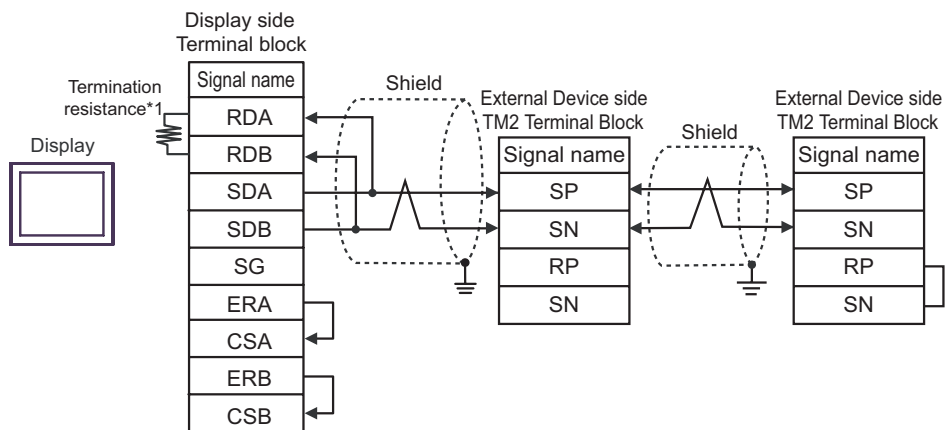 Display side
Terminal block
Signal name
Termination
resistance*1
RDA
RDB
SDA
SDB
SG
ERA
CSA
ERB
CSB
Display
Shield
External Device side
TM2 Terminal Block
Signal name
SP
SN
RP
SN
Shield
External Device side
TM2 Terminal Block
Signal name
SP
SN
RP
SN